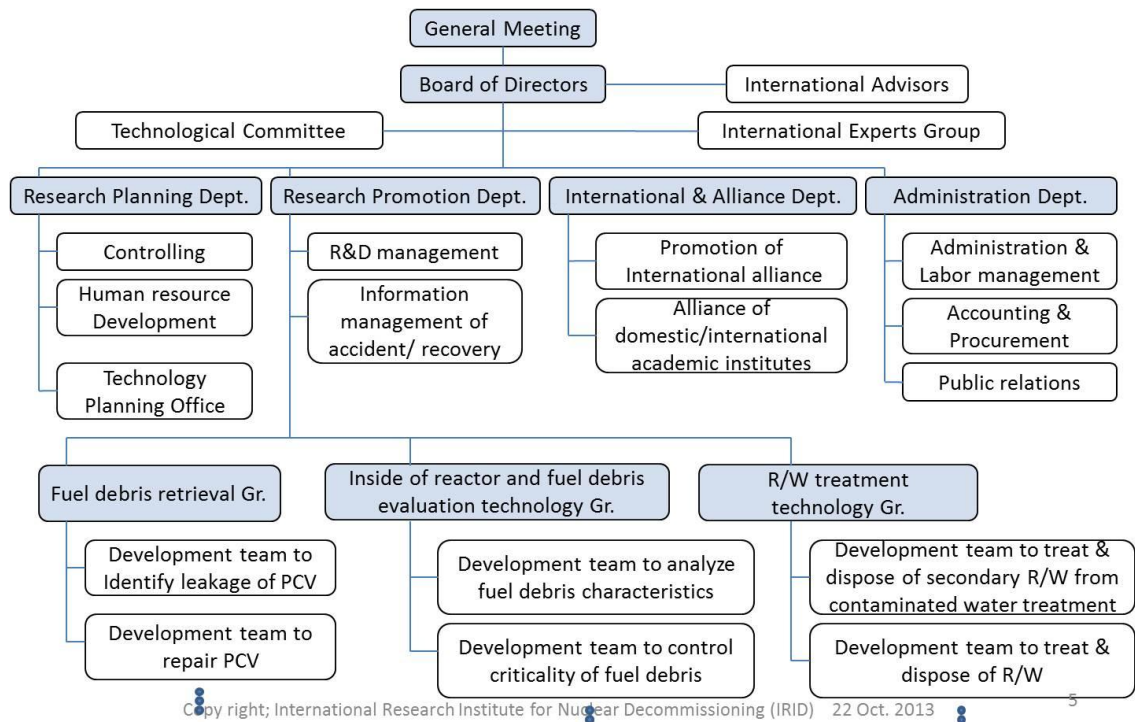 General Meeting
Board of Directors
International Advisors
Technological Committee
International Experts Group
Research Planning Dept.
Research Promotion Dept.
International & Alliance Dept.
Administration Dept.
Controlling
Human resource
Development
Technology
Planning Office
R&D management
Information
management of
accident/ recovery
Promotion of
International alliance
Alliance of
domestic/international
academic institutes
Administration &
Labor management
Accounting &
Procurement
Public relations
Fuel debris retrieval Gr.
Inside of reactor and fuel debris
evaluation technology Gr.
R/W treatment
technology Gr.
Development team to
Identify leakage of PCV
Development team to
repair PCV
Development team to analyze
fuel debris characteristics
Development team to control
criticality of fuel debris
Development team to treat &
dispose of secondary R/W from
contaminated water treatment
Development team to treat &
dispose of R/W
Copy right; International Research Institute for Nuclear Decommissioning (IRID) 22 Oct. 2013
5